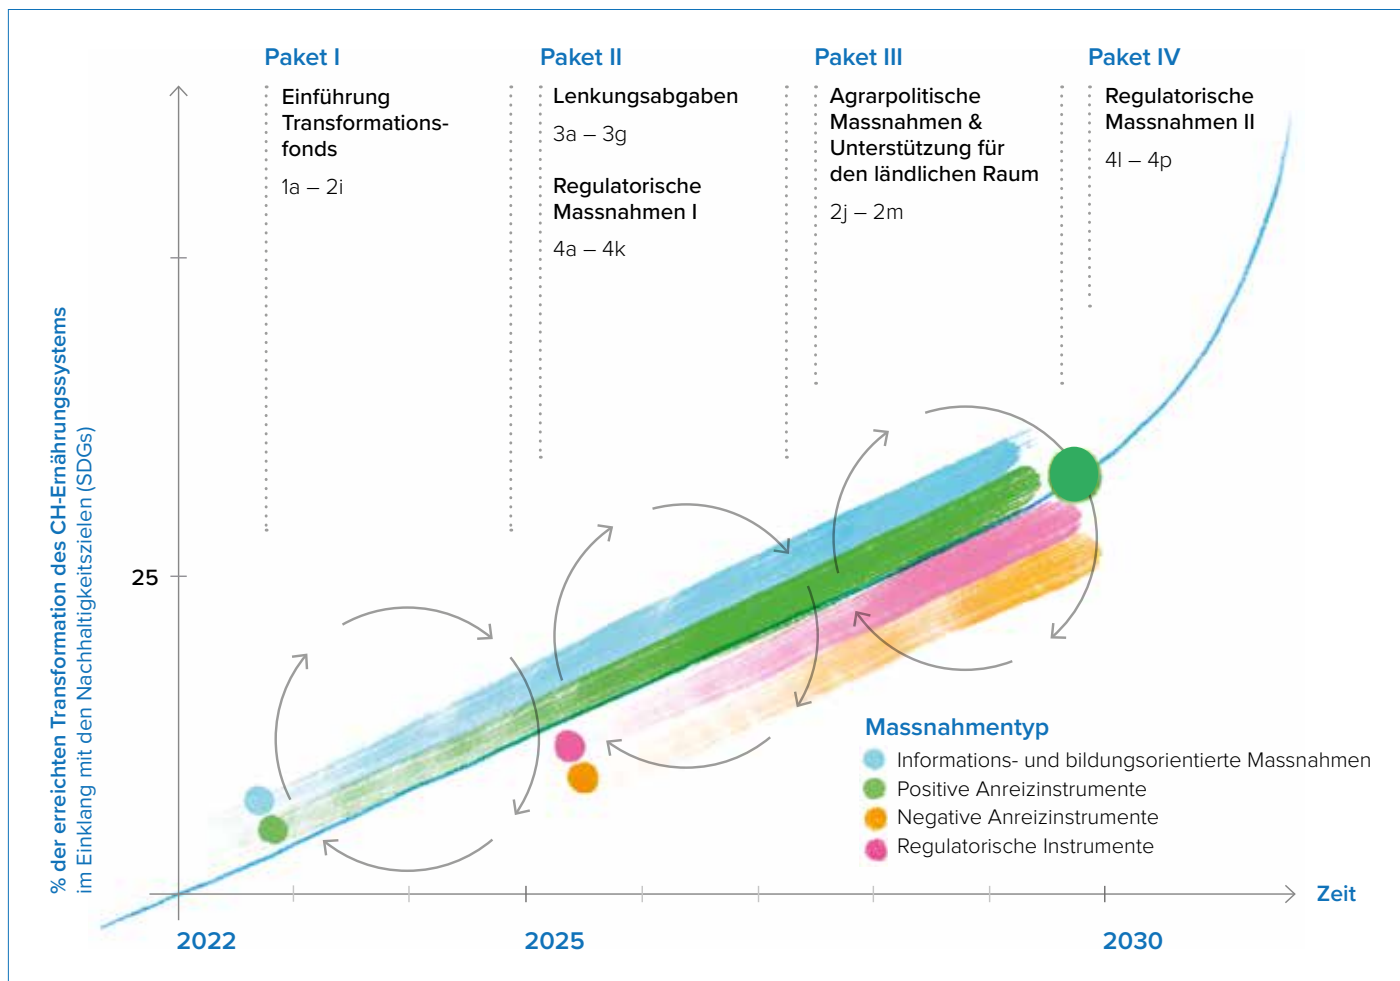 Paket I
Einführung
Transformations-
fonds
1a – 2i
Paket II
Lenkungsabgaben
3a – 3g
Regulatorische
Massnahmen I
4a – 4k
Paket III
Agrarpolitische
Massnahmen &
Unterstützung für
den ländlichen Raum
2j – 2m
Paket IV
Regulatorische
Massnahmen II
4l – 4p
% der erreichten Transformation des CH-Ernährungssystems
im Einklang mit den Nachhaltigkeitszielen (SDGs)
25
Massnahmentyp
Informations- und bildungsorientierte Massnahmen
Positive Anreizinstrumente
Negative Anreizinstrumente
Regulatorische Instrumente
Zeit
2022
2025
2030